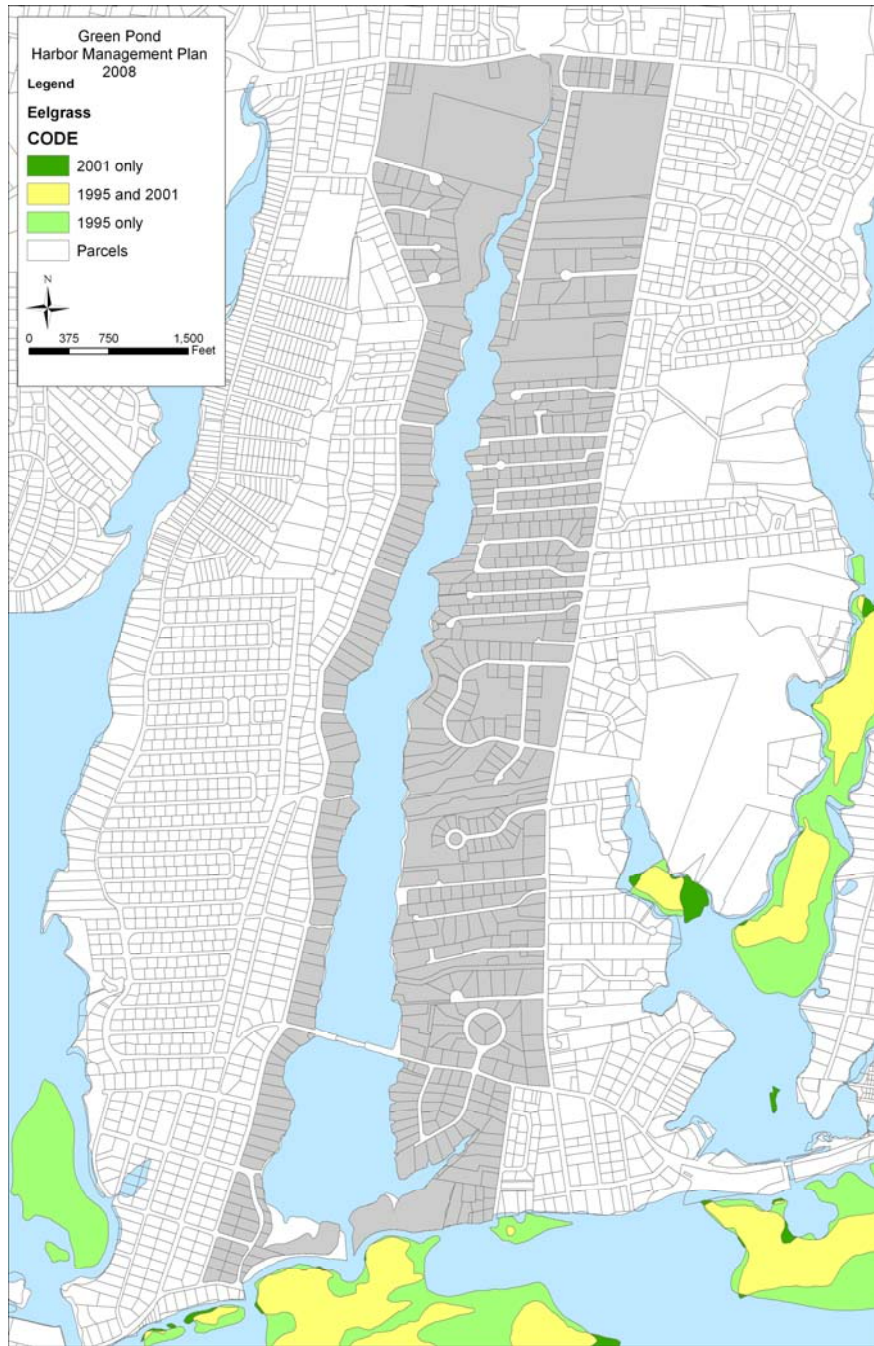 Green Pond
Harbor Management Plan
2008
Legend
Eelgrass
CODE
2001 only
1995 and 2001
1995 only
Parcels
N
0 375 750 1,500
Feet